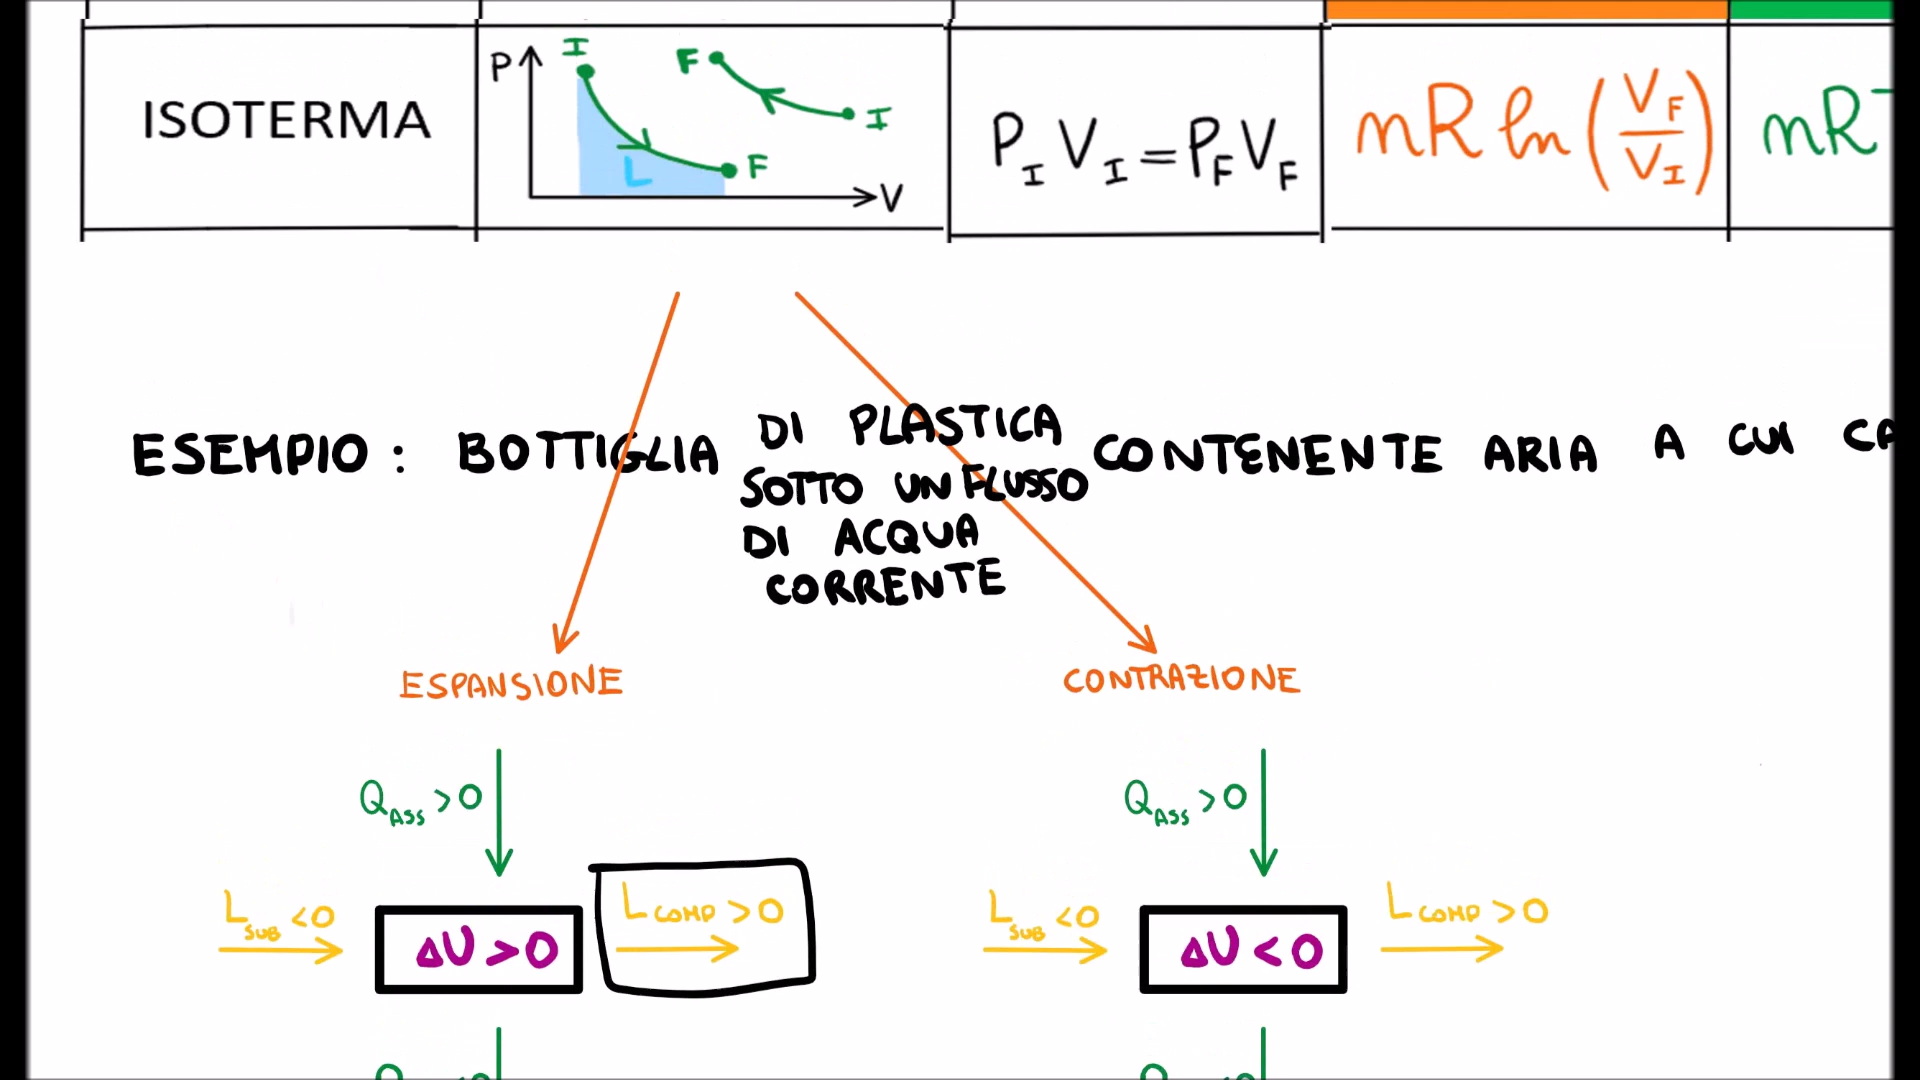 ISOTERMA
P
I
F
L
V
F
I
P_I V_I = P_F V_F
nR ln (V_F / V_I)
nR
ESEMPIO: BOTTIGLIA DI PLASTICA CONTENENTE ARIA A CUI CA
SOTTO UN FLUSSO
DI ACQUA
CORRENTE
ESPANSIONE
CONTRAZIONE
Q_ASS > 0
Q_ASS > 0
L_SUB < 0
ΔU > 0
L_COMP > 0
L_SUB < 0
ΔU < 0
L_COMP > 0